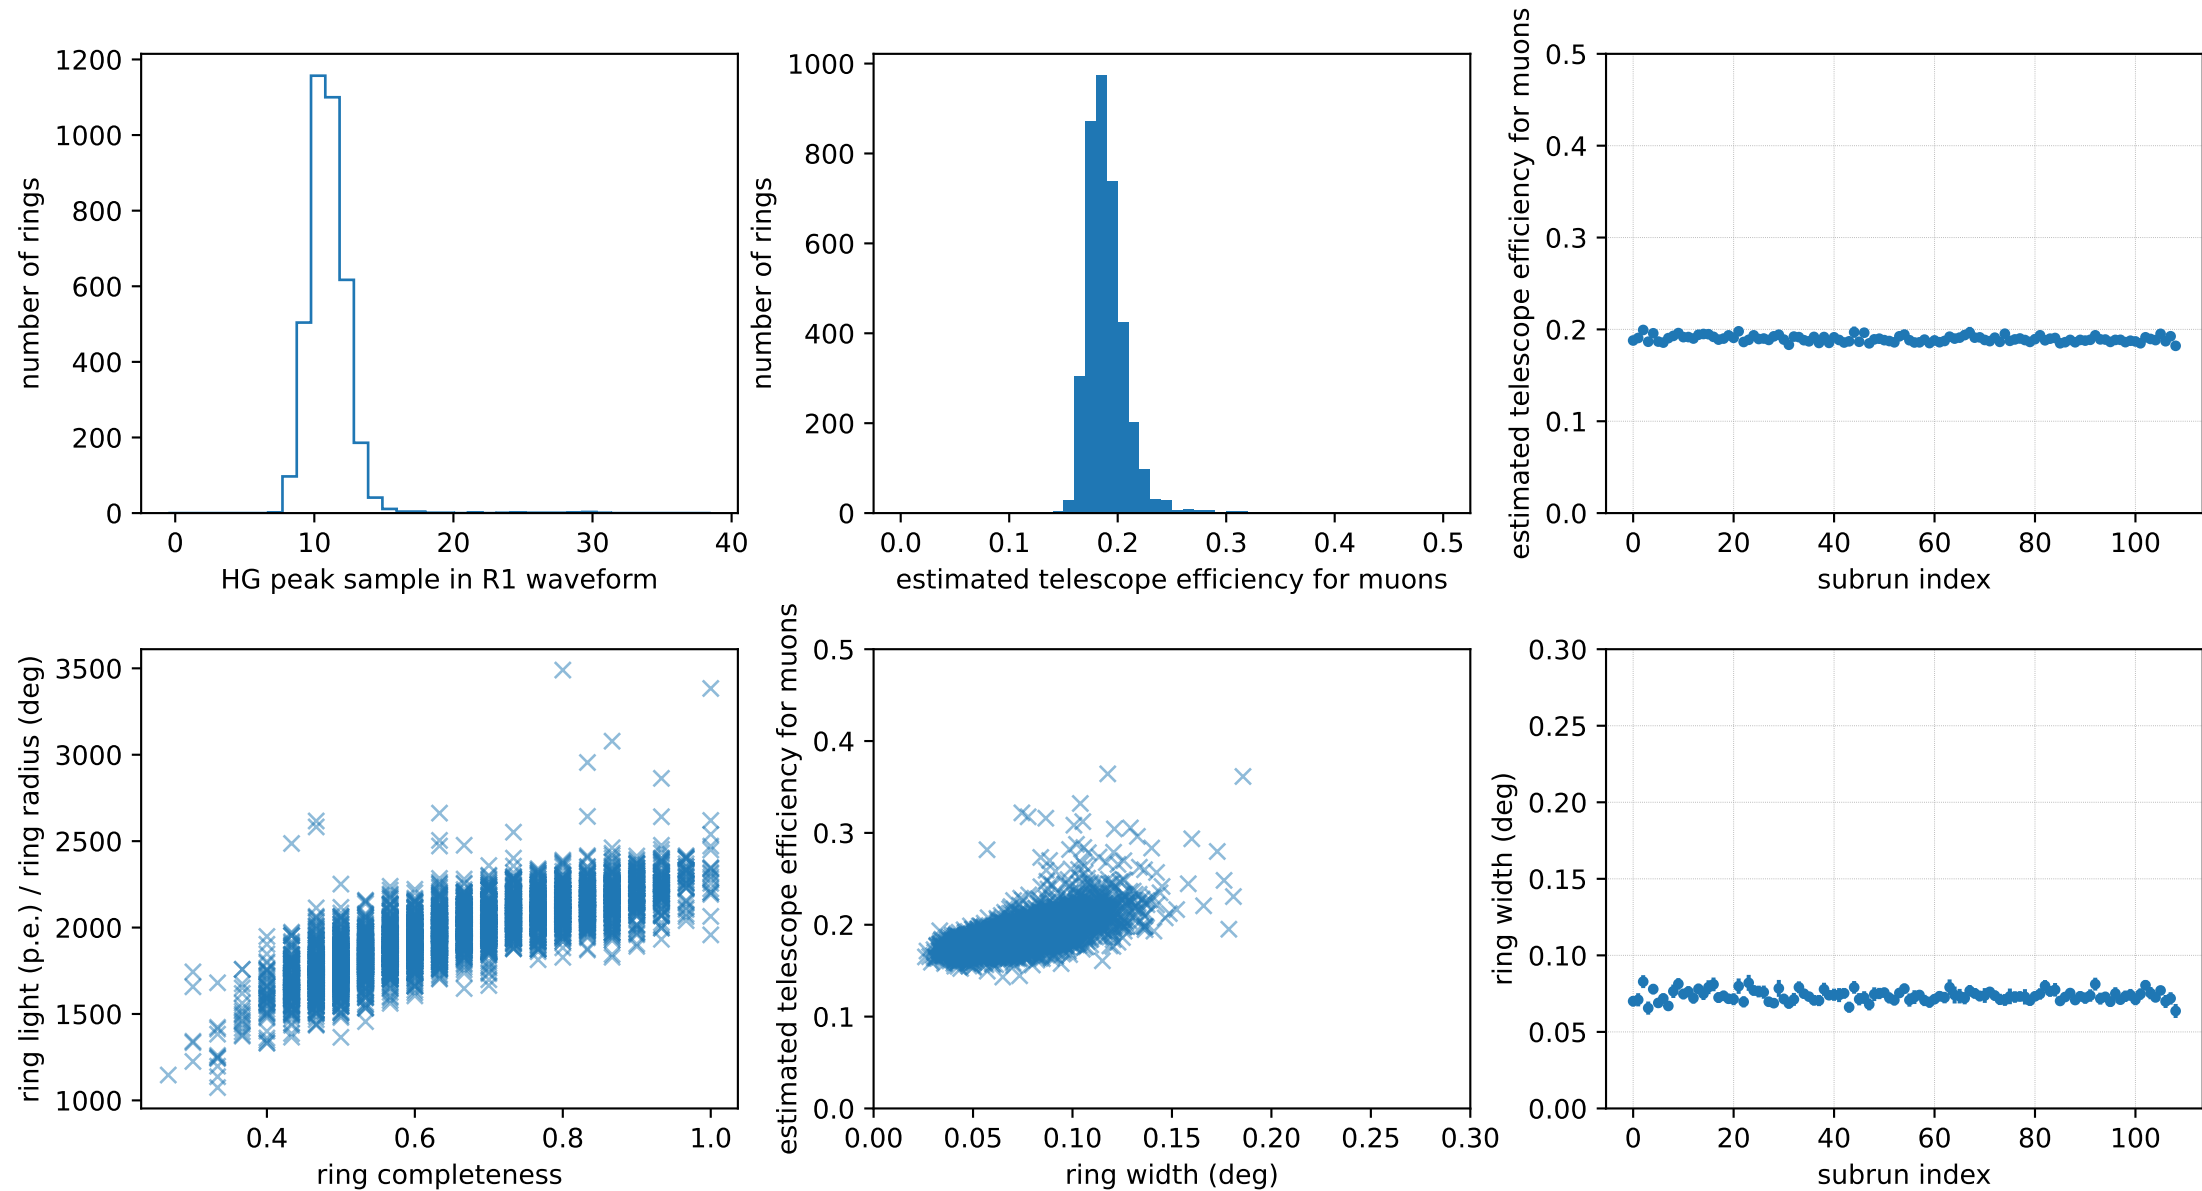 1200
1000
800
600
400
200
0
number of rings
0 10 20 30 40
HG peak sample in R1 waveform
1000
800
600
400
200
0
number of rings
0.0 0.1 0.2 0.3 0.4 0.5
estimated telescope efficiency for muons
0.5
0.4
0.3
0.2
0.1
0.0
estimated telescope efficiency for muons
0 20 40 60 80 100
subrun index
3500
3000
2500
2000
1500
1000
ring light (p.e.) / ring radius (deg)
0.4 0.6 0.8 1.0
ring completeness
0.5
0.4
0.3
0.2
0.1
0.0
estimated telescope efficiency for muons
0.00 0.05 0.10 0.15 0.20 0.25 0.30
ring width (deg)
0.30
0.25
0.20
0.15
0.10
0.05
0.00
ring width (deg)
0 20 40 60 80 100
subrun index